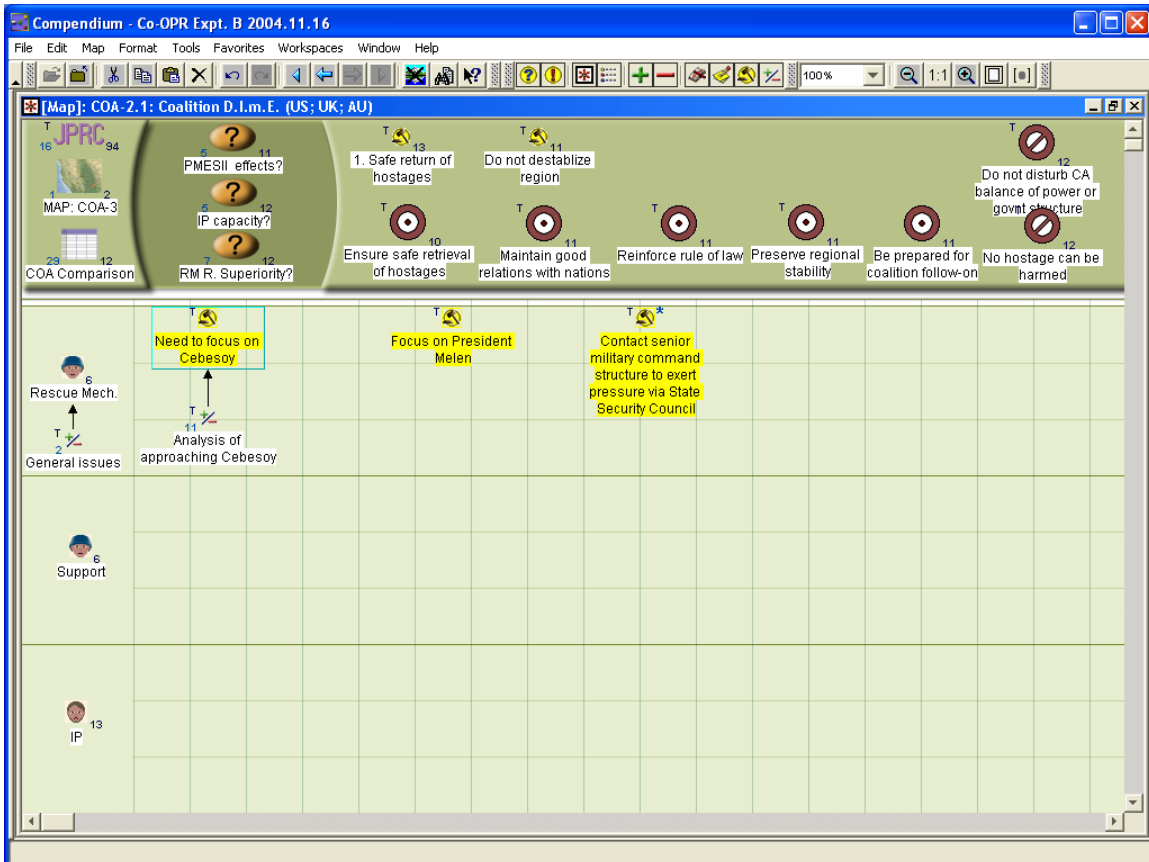 Compendium - Co-OPR Expt. B 2004.11.16
File Edit Map Format Tools Favorites Workspaces Window Help
100%
1:1
[Map]: COA-2.1: Coalition D.I.m.E. (US; UK; AU)
T
JPRC
16 94
1 2
MAP: COA-3
29 12
COA Comparison
5 11
PMESII effects?
5 12
IP capacity?
7 12
RM R. Superiority?
T
13
1. Safe return of
hostages
T
11
Do not destablize
region
T
12
Do not disturb CA
balance of power or
govnt structure
T
10
Ensure safe retrieval
of hostages
T
11
Maintain good
relations with nations
T
11
Reinforce rule of law
T
11
Preserve regional
stability
11
Be prepared for
coalition follow-on
12
No hostage can be
harmed
6
Rescue Mech.
T
2
General issues
T
Need to focus on
Cebesoy
T
11
Analysis of
approaching Cebesoy
T
Focus on President
Melen
T *
Contact senior
military command
structure to exert
pressure via State
Security Council
6
Support
13
IP